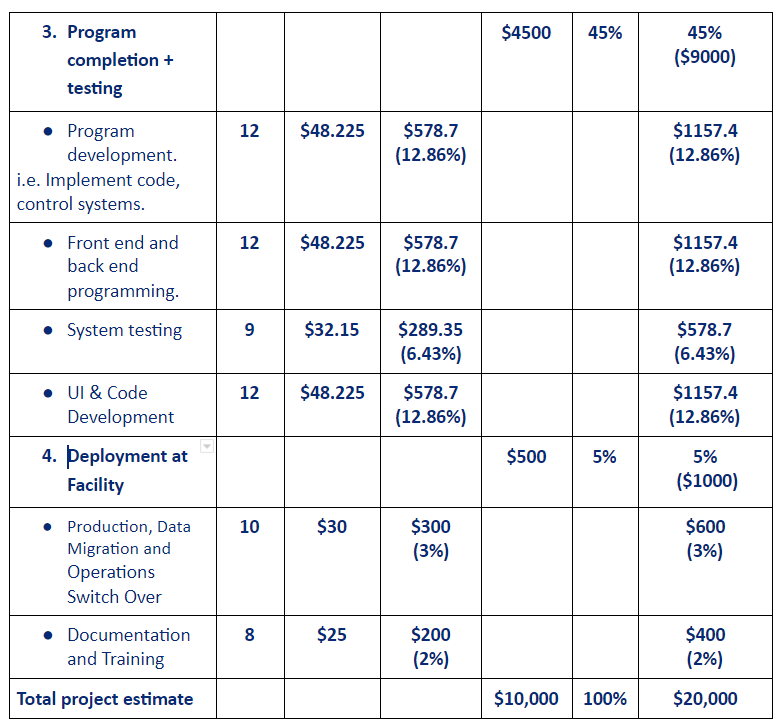 3. Program completion + testing $4500 45% 45% ($9000)
● Program development. i.e. Implement code, control systems. 12 $48.225 $578.7 (12.86%) $1157.4 (12.86%)
● Front end and back end programming. 12 $48.225 $578.7 (12.86%) $1157.4 (12.86%)
● System testing 9 $32.15 $289.35 (6.43%) $578.7 (6.43%)
● UI & Code Development 12 $48.225 $578.7 (12.86%) $1157.4 (12.86%)
4. Deployment at Facility $500 5% 5% ($1000)
● Production, Data Migration and Operations Switch Over 10 $30 $300 (3%) $600 (3%)
● Documentation and Training 8 $25 $200 (2%) $400 (2%)
Total project estimate $10,000 100% $20,000